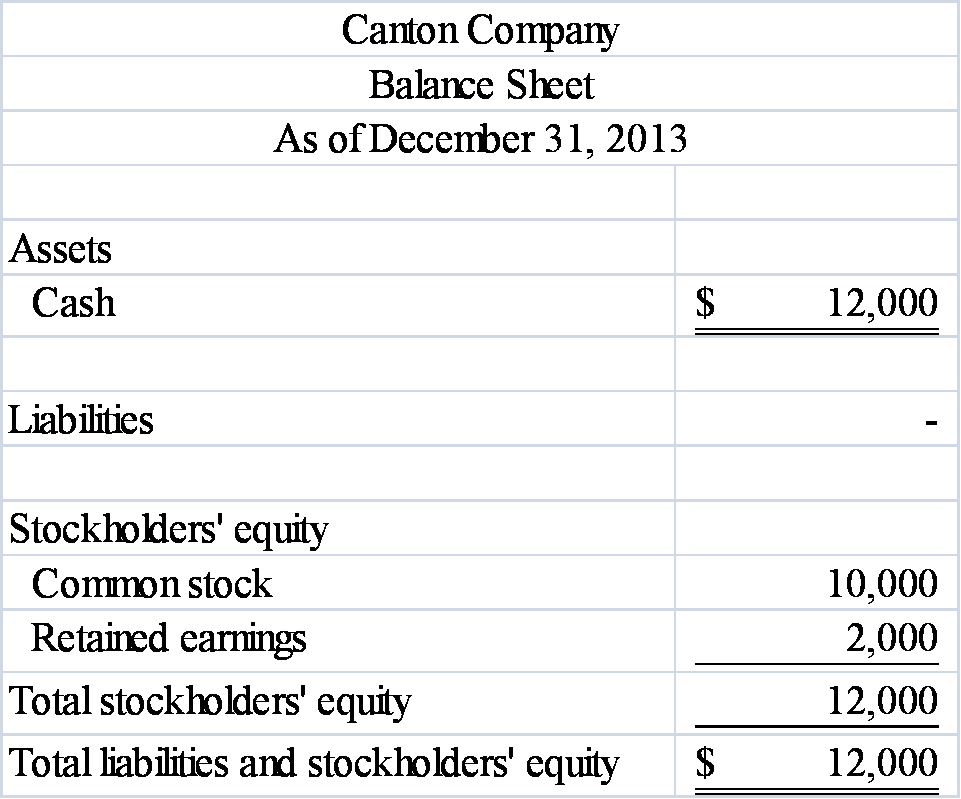 Canton Company
Balance Sheet
As of December 31, 2013
Assets
Cash $ 12,000
Liabilities -
Stockholders' equity
Common stock 10,000
Retained earnings 2,000
Total stockholders' equity 12,000
Total liabilities and stockholders' equity $ 12,000